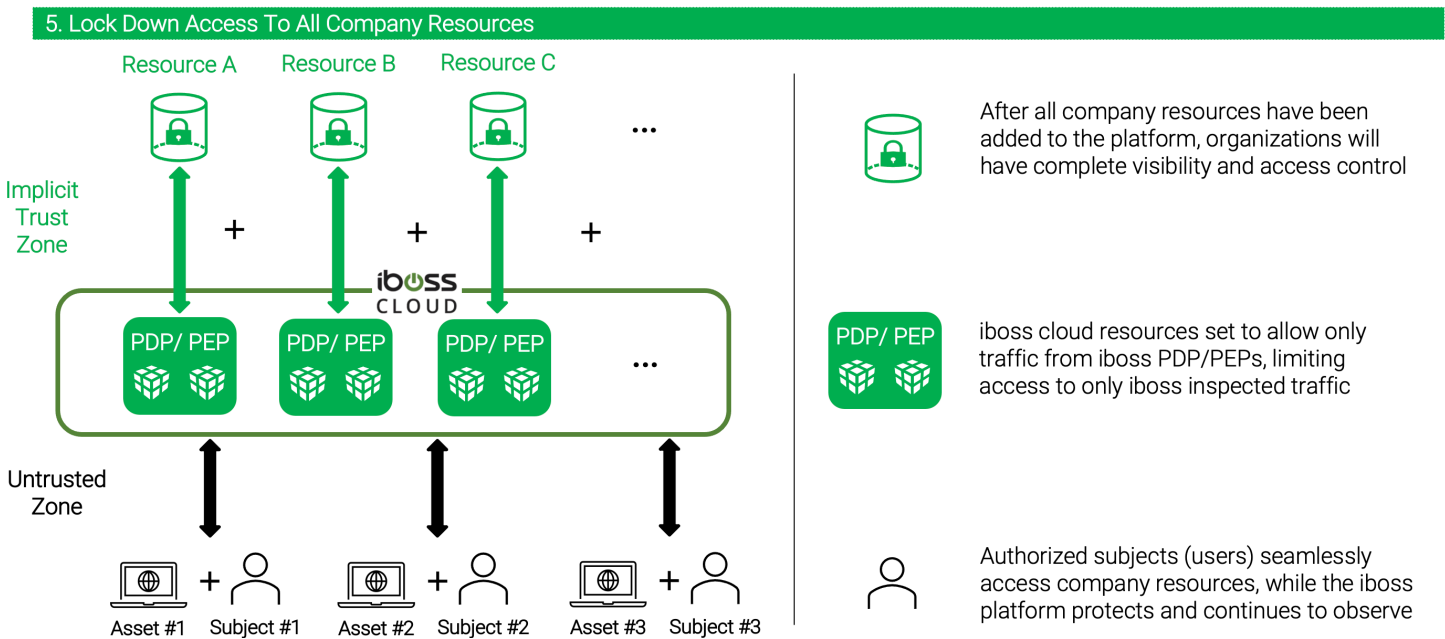 5. Lock Down Access To All Company Resources
Resource A
Resource B
Resource C
...
Implicit
Trust
Zone
+
+
+
iboss
CLOUD
PDP/ PEP
PDP/ PEP
PDP/ PEP
...
Untrusted
Zone
+
+
+
Asset #1
Subject #1
Asset #2
Subject #2
Asset #3
Subject #3
After all company resources have been
added to the platform, organizations will
have complete visibility and access control
PDP/ PEP
iboss cloud resources set to allow only
traffic from iboss PDP/PEPs, limiting
access to only iboss inspected traffic
Authorized subjects (users) seamlessly
access company resources, while the iboss
platform protects and continues to observe